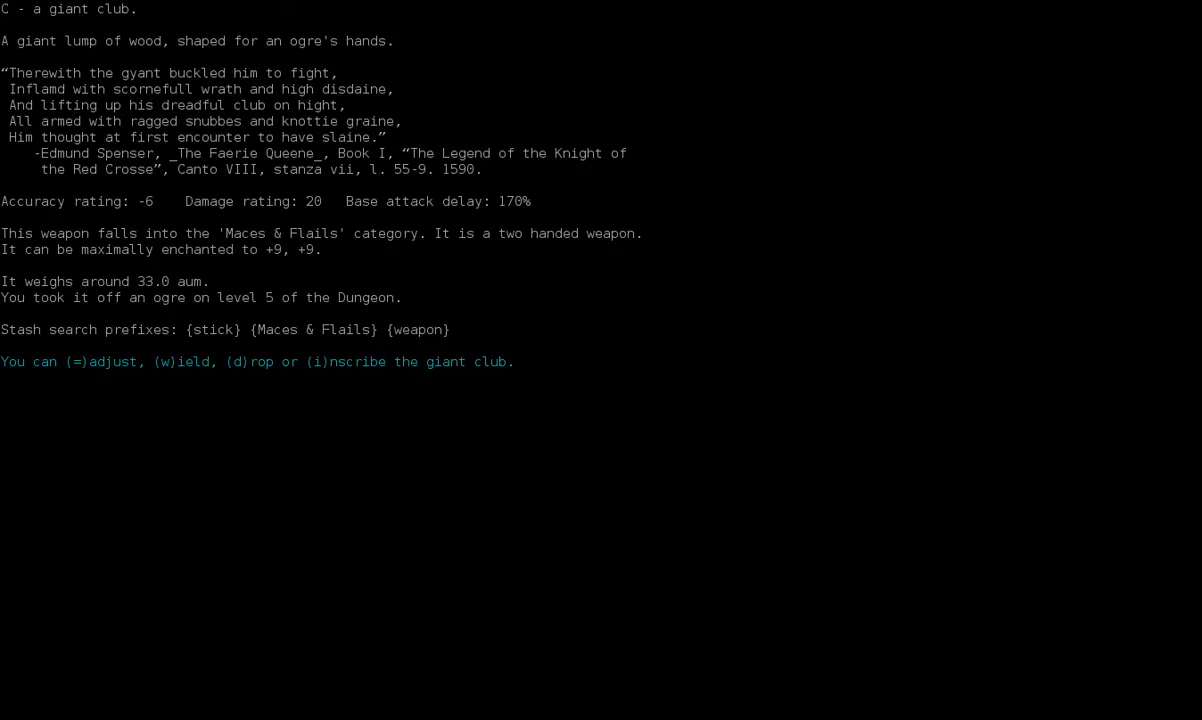 C - a giant club.
A giant lump of wood, shaped for an ogre's hands.
“Therewith the gyant buckled him to fight,
Inflamd with scornefull wrath and high disdaine,
And lifting up his dreadful club on hight,
All armed with ragged snubbes and knottie graine,
Him thought at first encounter to have slaine.”
-Edmund Spenser, _The Faerie Queene_, Book I, “The Legend of the Knight of
the Red Crosse”, Canto VIII, stanza vii, l. 55-9. 1590.
Accuracy rating: -6    Damage rating: 20   Base attack delay: 170%
This weapon falls into the 'Maces & Flails' category. It is a two handed weapon.
It can be maximally enchanted to +9, +9.
It weighs around 33.0 aum.
You took it off an ogre on level 5 of the Dungeon.
Stash search prefixes: {stick} {Maces & Flails} {weapon}
You can (=)adjust, (w)ield, (d)rop or (i)nscribe the giant club.